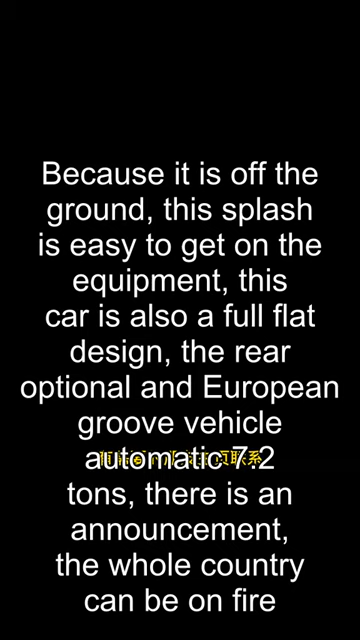 Because it is off the
ground, this splash
is easy to get on the
equipment, this
car is also a full flat
design, the rear
optional and European
groove vehicle
automatic 7.2
tons, there is an
announcement,
the whole country
can be on fire